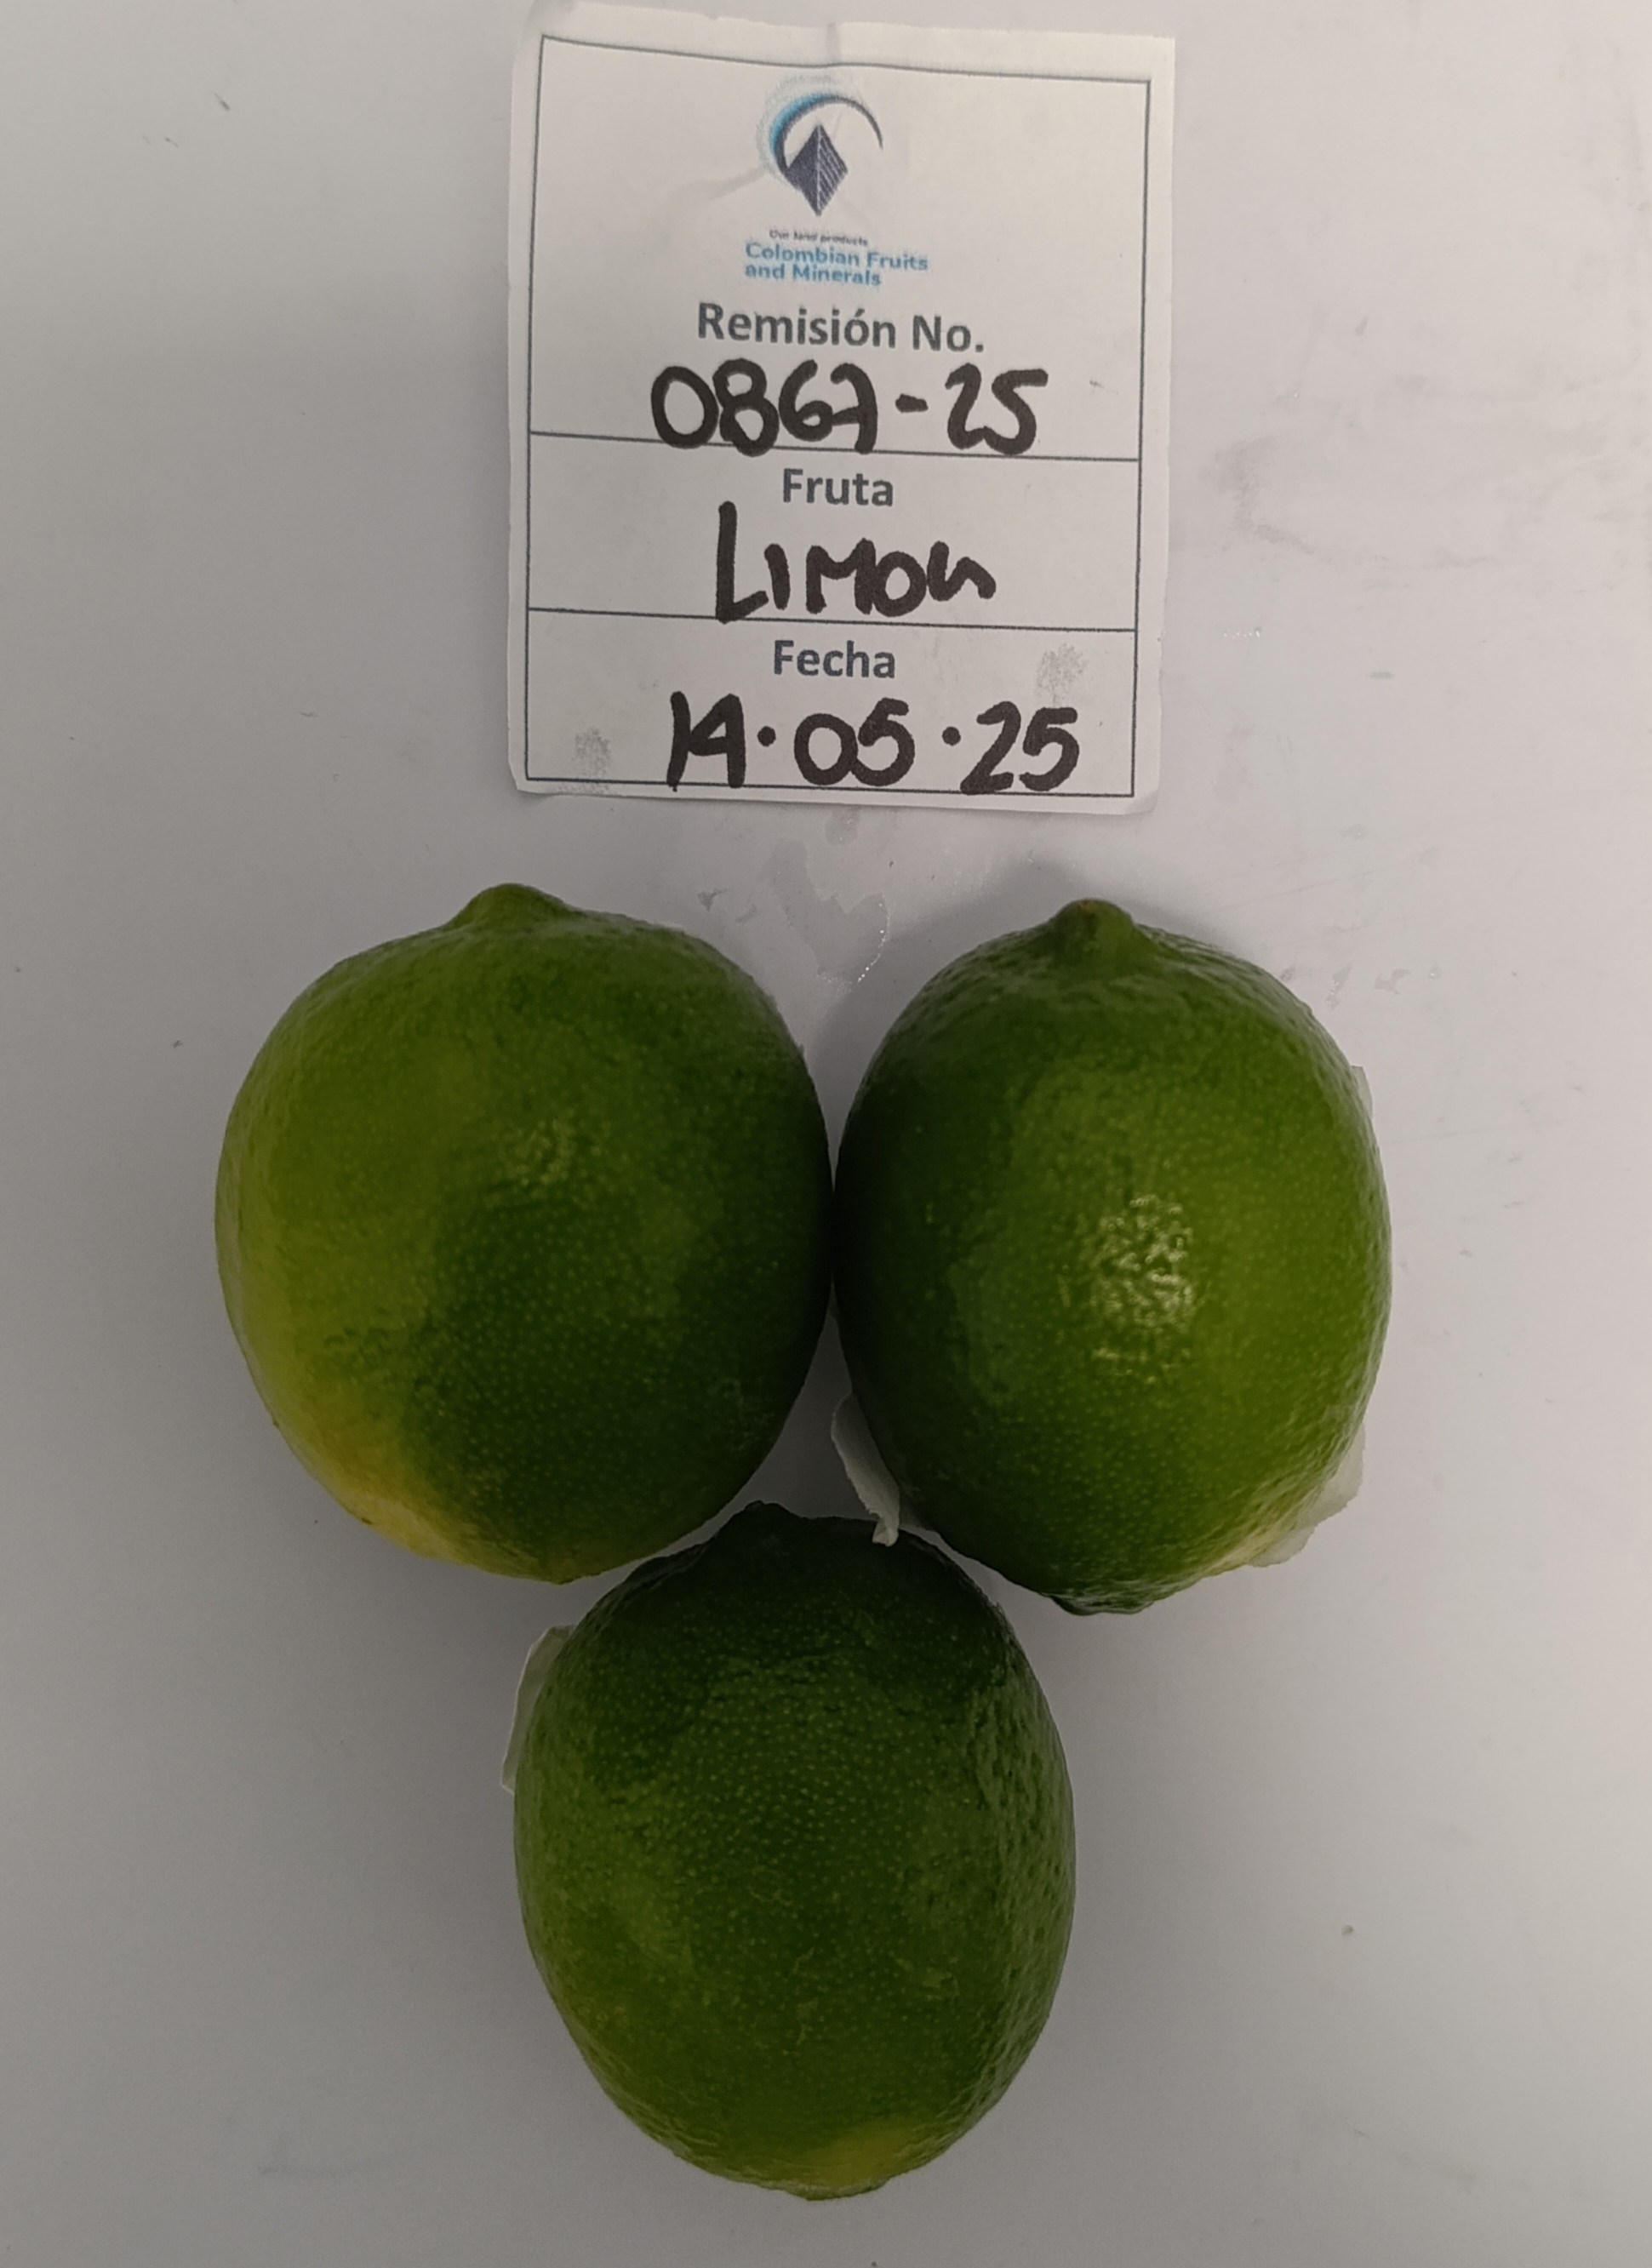 Our land products
Colombian Fruits
and Minerals
Remisión No.
0867-25
Fruta
LIMON
Fecha
14.05.25